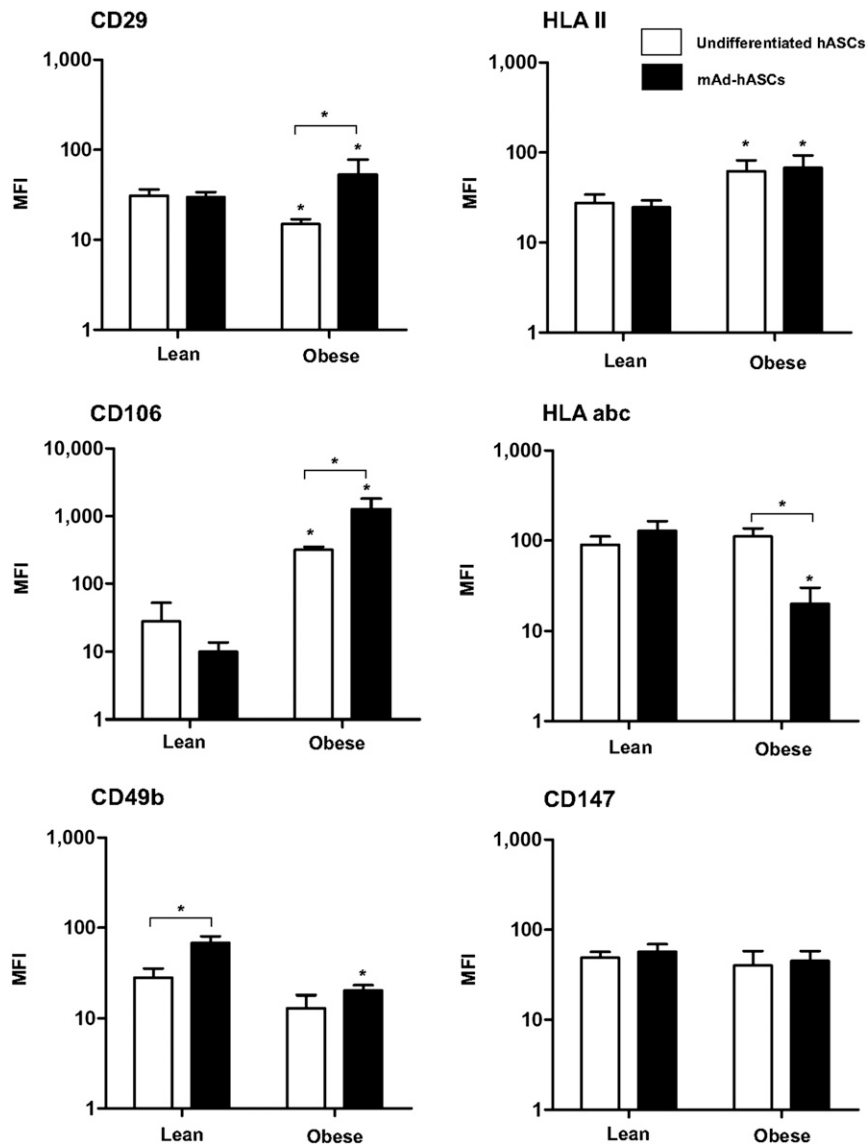 CD29
1,000
100
10
1
MFI
*
*
*
Lean
Obese
HLA II
Undifferentiated hASCs
mAd-hASCs
1,000
100
10
1
MFI
*
*
Lean
Obese
CD106
10,000
1,000
100
10
1
MFI
*
*
*
Lean
Obese
HLA abc
1,000
100
10
1
MFI
*
*
Lean
Obese
CD49b
1,000
100
10
1
MFI
*
*
Lean
Obese
CD147
1,000
100
10
1
MFI
Lean
Obese